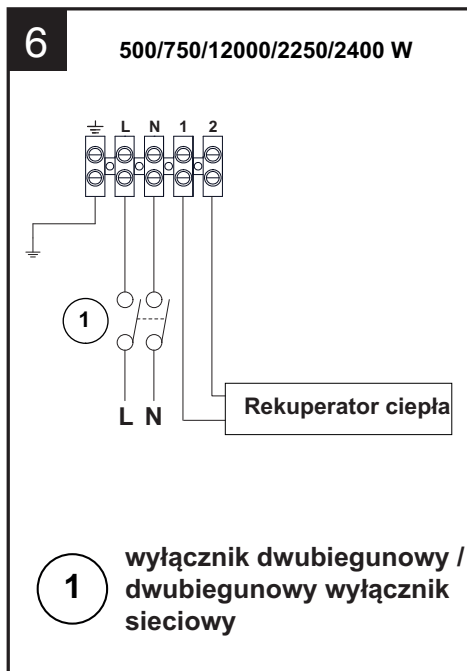 6
500/750/12000/2250/2400 W
L N 1 2
1
L N
Rekuperator ciepła
1
wyłącznik dwubiegunowy /
dwubiegunowy wyłącznik
sieciowy